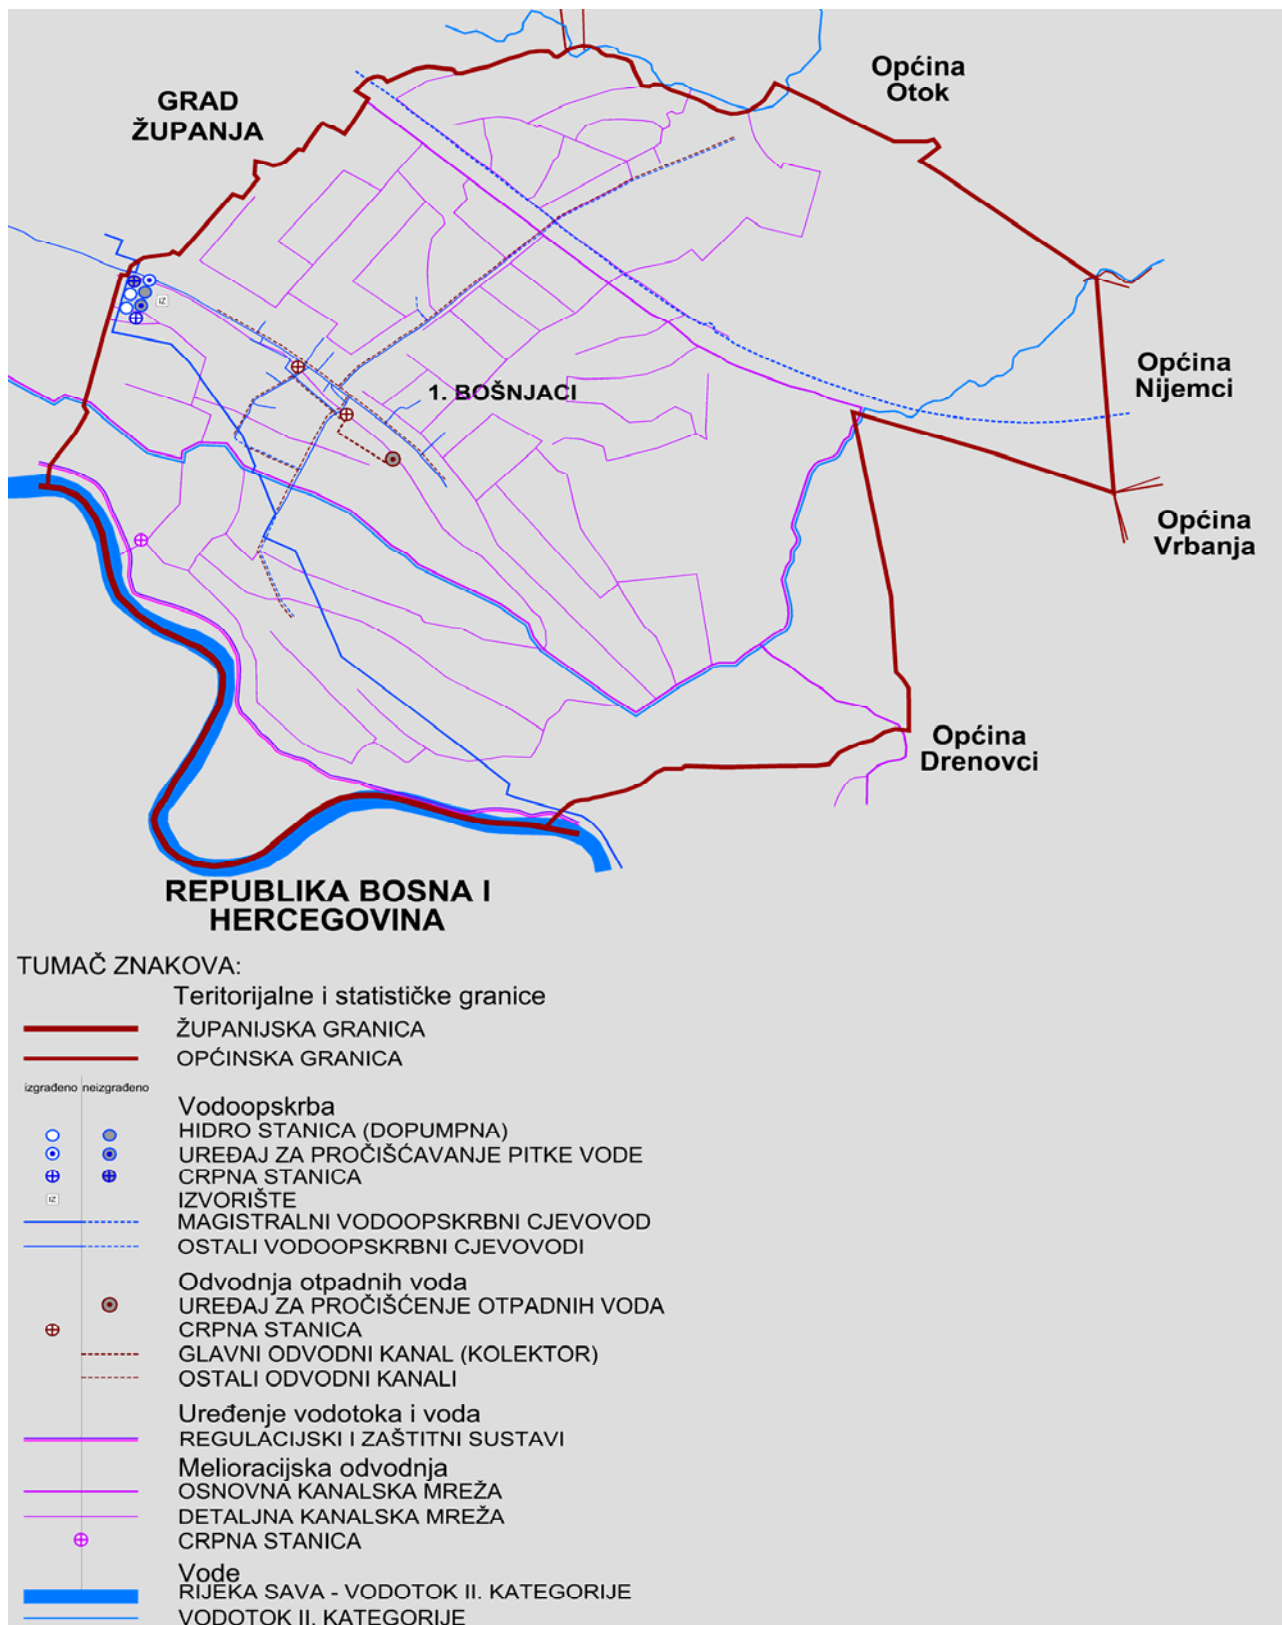 Općina
Otok
GRAD
ŽUPANJA
IZ
Općina
Nijemci
1. BOŠNJACI
Općina
Vrbanja
Općina
Drenovci
REPUBLIKA BOSNA I
HERCEGOVINA
TUMAČ ZNAKOVA:
Teritorijalne i statističke granice
ŽUPANIJSKA GRANICA
OPĆINSKA GRANICA
izgrađeno neizgrađeno
Vodoopskrba
HIDRO STANICA (DOPUMPNA)
UREĐAJ ZA PROČIŠĆAVANJE PITKE VODE
CRPNA STANICA
IZ IZVORIŠTE
MAGISTRALNI VODOOPSKRBNI CJEVOVOD
OSTALI VODOOPSKRBNI CJEVOVODI
Odvodnja otpadnih voda
UREĐAJ ZA PROČIŠĆENJE OTPADNIH VODA
CRPNA STANICA
GLAVNI ODVODNI KANAL (KOLEKTOR)
OSTALI ODVODNI KANALI
Uređenje vodotoka i voda
REGULACIJSKI I ZAŠTITNI SUSTAVI
Melioracijska odvodnja
OSNOVNA KANALSKA MREŽA
DETALJNA KANALSKA MREŽA
CRPNA STANICA
Vode
RIJEKA SAVA - VODOTOK II. KATEGORIJE
VODOTOK II. KATEGORIJE